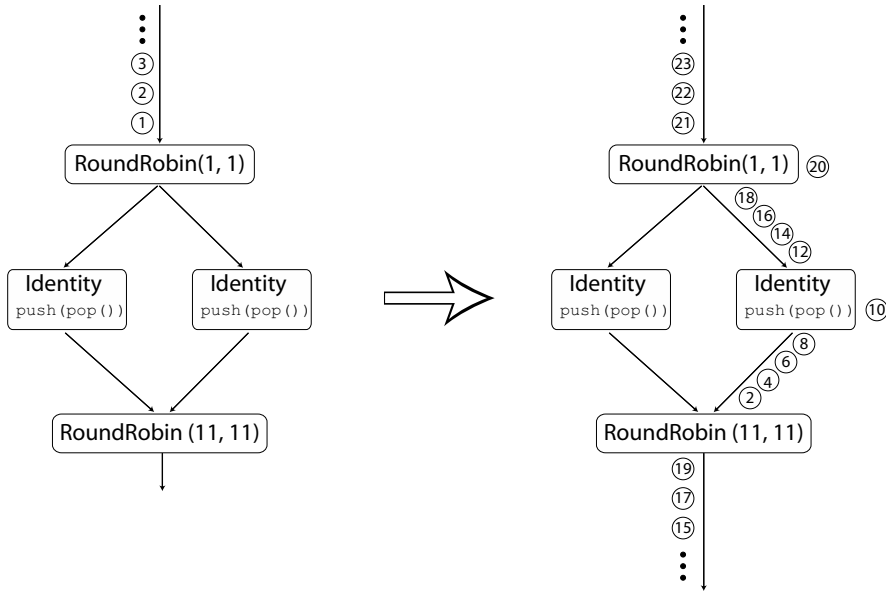 3
2
1
RoundRobin(1, 1)
Identity
push(pop())
Identity
push(pop())
RoundRobin (11, 11)
23
22
21
RoundRobin(1, 1)
20
18
16
14
12
Identity
push(pop())
Identity
push(pop())
10
8
6
4
2
RoundRobin (11, 11)
19
17
15